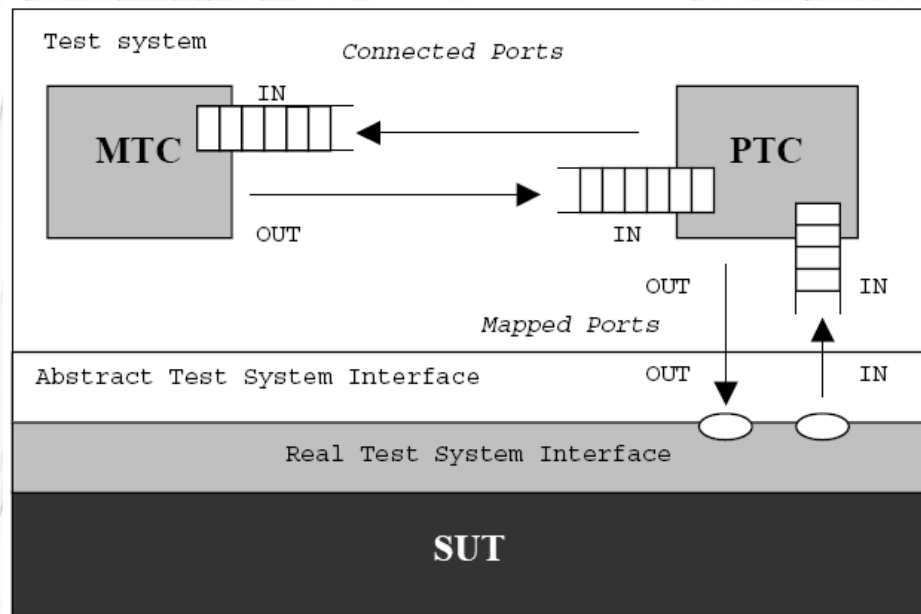 Test system
Connected Ports
IN
MTC
PTC
OUT
IN
OUT
IN
Mapped Ports
Abstract Test System Interface
OUT
IN
Real Test System Interface
SUT